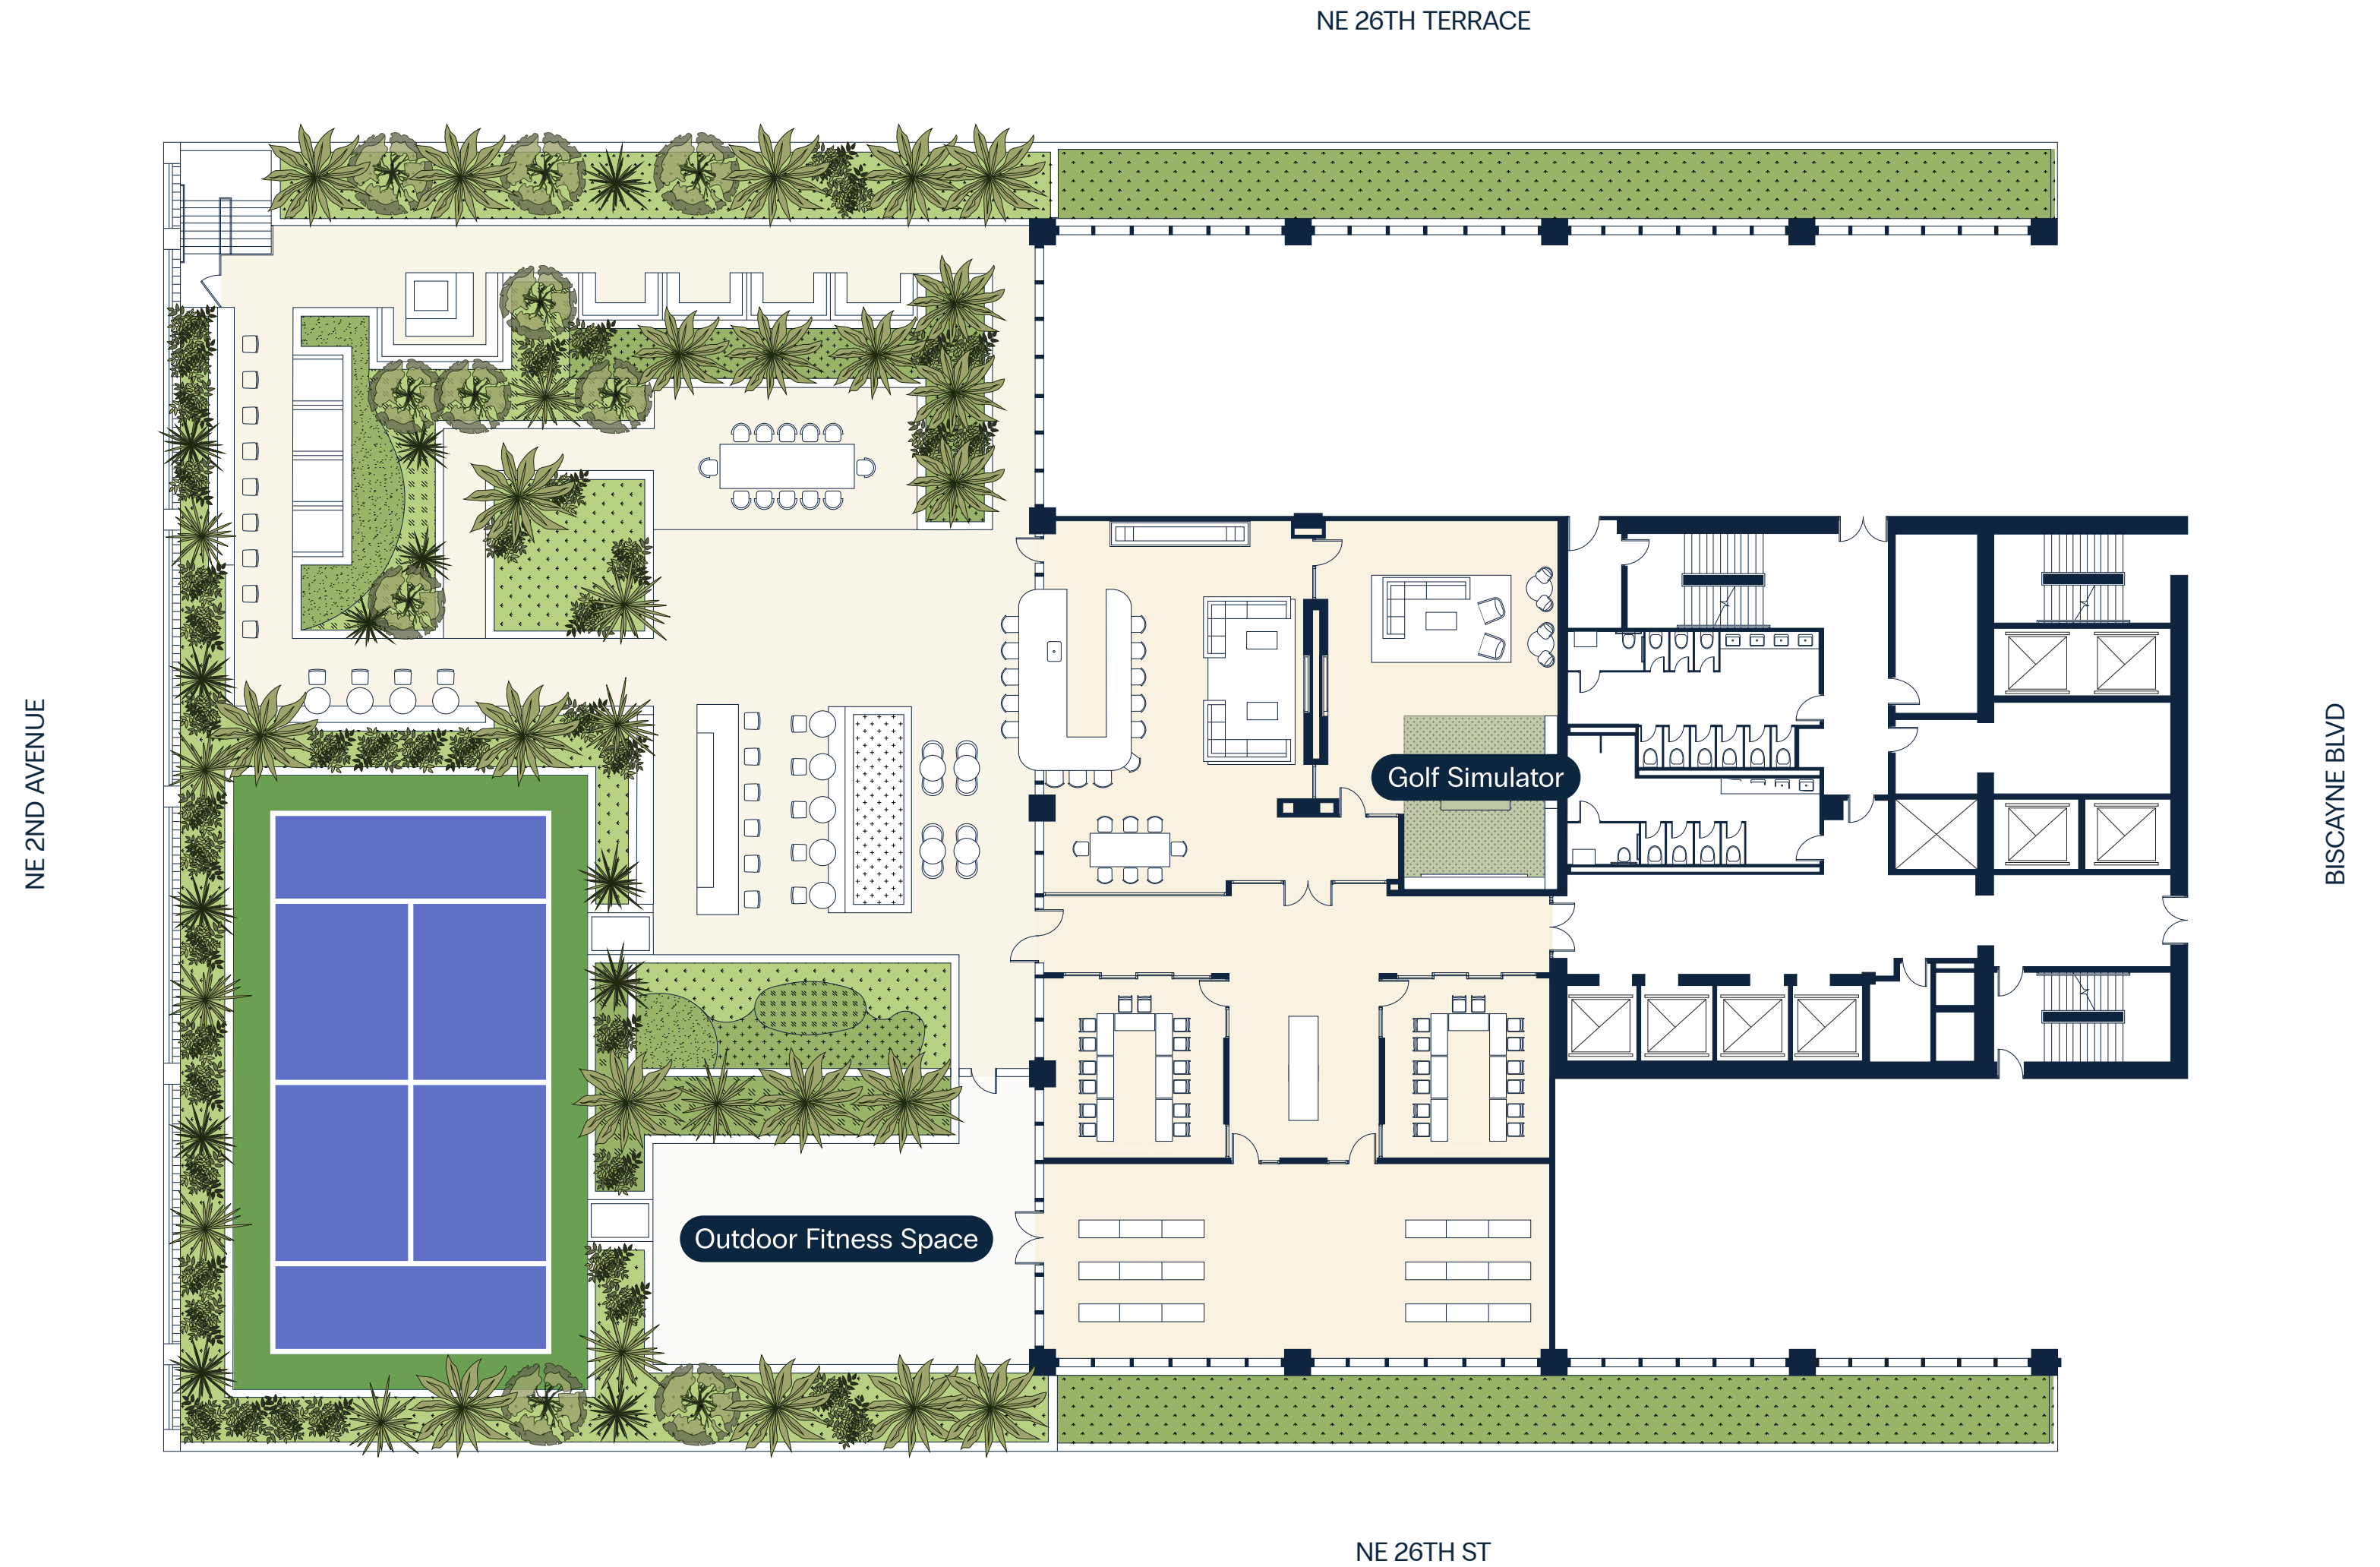 NE 26TH TERRACE
NE 2ND AVENUE
BISCAYNE BLVD
Golf Simulator
Outdoor Fitness Space
NE 26TH ST